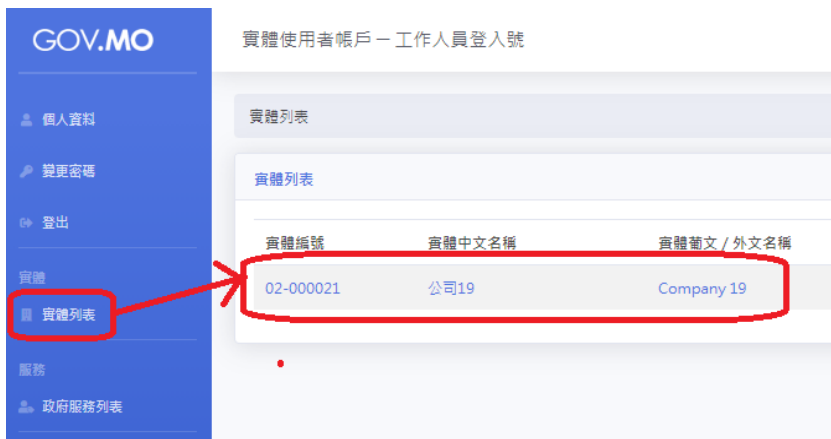 GOV.MO
實體使用者帳戶 — 工作人員登入號
個人資料
變更密碼
登出
實體
實體列表
服務
政府服務列表
實體列表
實體列表
實體編號 實體中文名稱 實體葡文 / 外文名稱
02-000021 公司19 Company 19